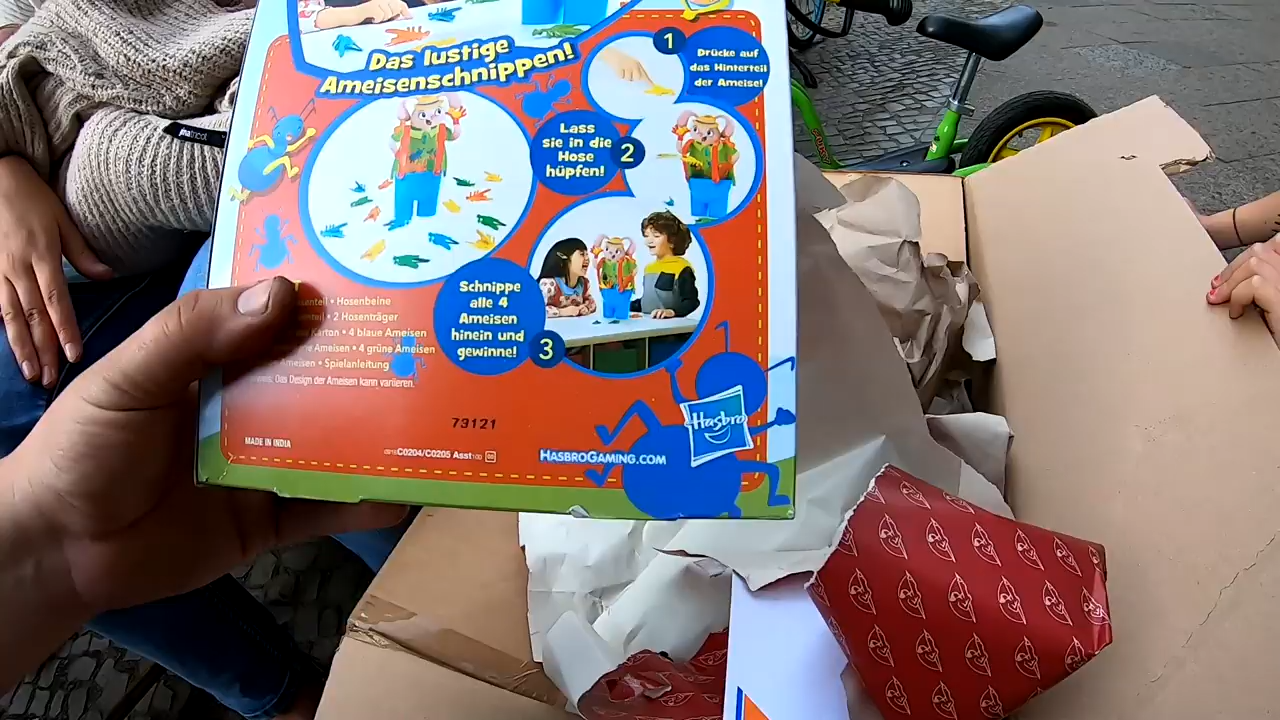 Das lustige
Ameisenschnippen!
1
Drücke auf
das Hinterteil
der Ameise!
Lass
sie in die
Hose
hüpfen!
2
Schnippe
alle 4
Ameisen
hinein und
gewinne!
3
• Hosenbeine
• 2 Hosenträger
Karton • 4 blaue Ameisen
Ameisen • 4 grüne Ameisen
Ameisen • Spielanleitung
Das Design der Ameisen kann variieren.
73121
MADE IN INDIA
C0204/C0205 Asst
HASBROGAMING.COM
Hasbro